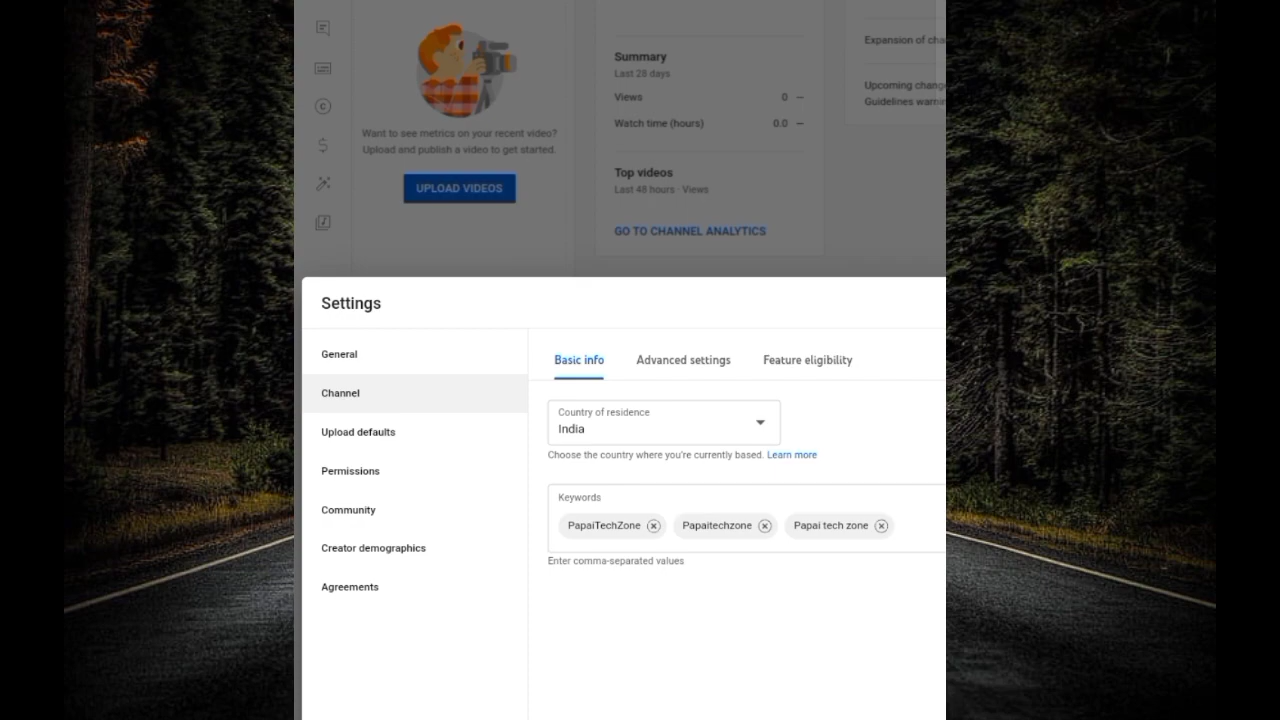 Want to see metrics on your recent video?
Upload and publish a video to get started.
UPLOAD VIDEOS
Summary
Last 28 days
Views 0 —
Watch time (hours) 0.0 —
Top videos
Last 48 hours · Views
GO TO CHANNEL ANALYTICS
Expansion of cha
Upcoming chang
Guidelines warnin
Settings
General
Channel
Upload defaults
Permissions
Community
Creator demographics
Agreements
Basic info Advanced settings Feature eligibility
Country of residence
India
Choose the country where you're currently based. Learn more
Keywords
PapaiTechZone Papaitechzone Papai tech zone
Enter comma-separated values